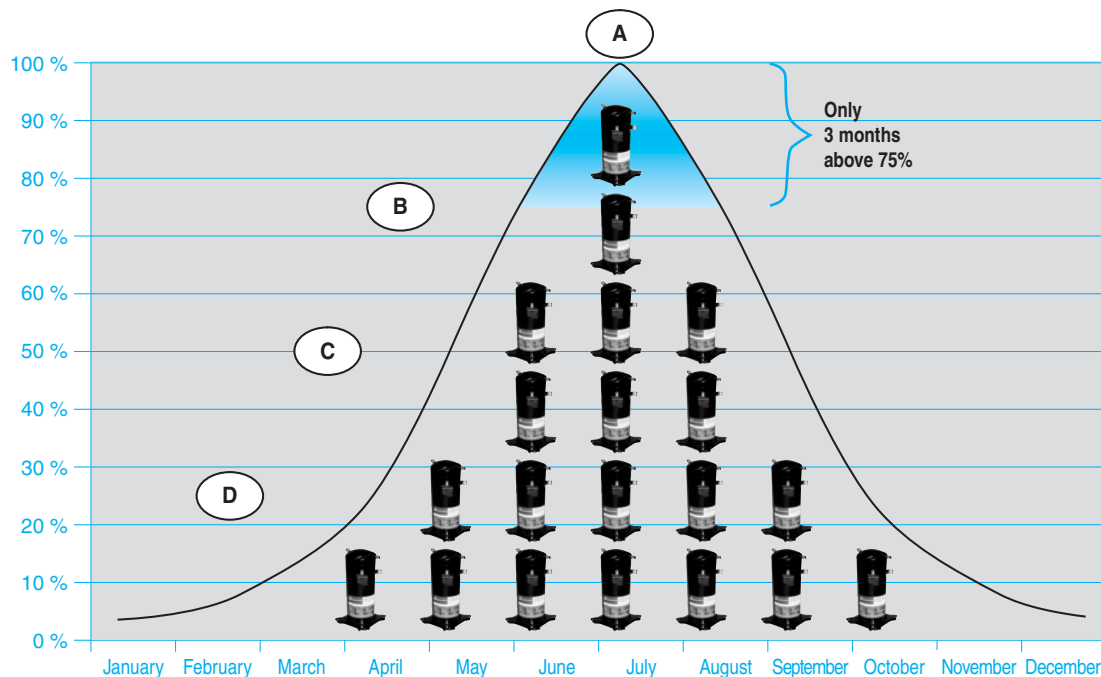 A
100 %
90 %
Only
3 months
above 75%
80 %
B
70 %
60 %
C
50 %
40 %
30 %
D
20 %
10 %
0 %
January February March April May June July August September October November December